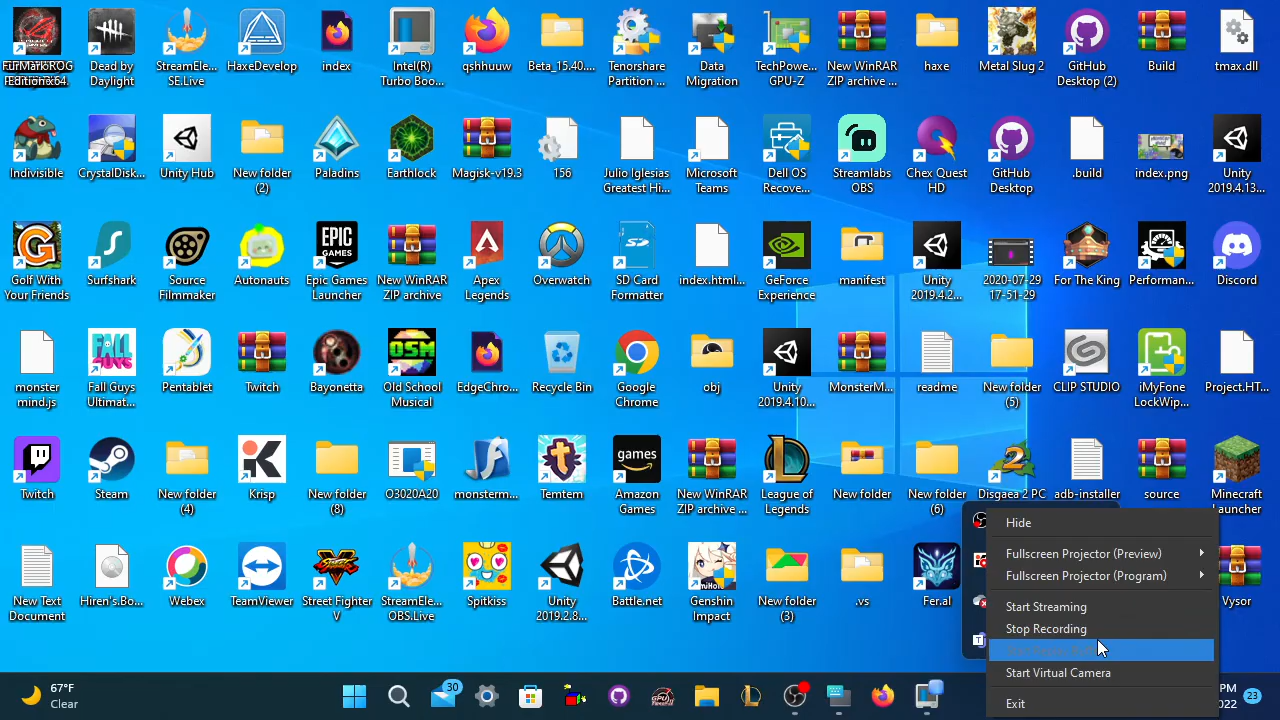 FurMark ROG
Edition x64
Dead by
Daylight
StreamEle...
SE.Live
HaxeDevelop
index
Intel(R)
Turbo Boo...
qshhuuw
Beta_15.40....
Tenorshare
Partition ...
Data
Migration
TechPowe...
GPU-Z
New WinRAR
ZIP archive ...
haxe
Metal Slug 2
GitHub
Desktop (2)
Build
tmax.dll
Indivisible
CrystalDisk...
Unity Hub
New folder
(2)
Paladins
Earthlock
Magisk-v19.3
156
Julio Iglesias
Greatest Hi...
Microsoft
Teams
Dell OS
Recove...
Streamlabs
OBS
Chex Quest
HD
GitHub
Desktop
.build
index.png
Unity
2019.4.13...
Golf With
Your Friends
Surfshark
Source
Filmmaker
Autonauts
EPIC
GAMES
Epic Games
Launcher
New WinRAR
ZIP archive
Apex
Legends
Overwatch
SD
SD Card
Formatter
index.html...
GeForce
Experience
manifest
Unity
2019.4.2...
2020-07-29
17-51-29
For The King
Performan...
Discord
monster
mind.js
FALL
GUYS
Fall Guys
Ultimat...
Pentablet
Twitch
Bayonetta
OSM
Old School
Musical
EdgeChro...
Recycle Bin
Google
Chrome
obj
Unity
2019.4.10...
MonsterM...
readme
New folder
(5)
CLIP STUDIO
iMyFone
LockWip...
Project.HT...
Twitch
Steam
New folder
(4)
Krisp
New folder
(8)
O3020A20
monsterm...
Temtem
games
Amazon
Games
New WinRAR
ZIP archive ...
League of
Legends
New folder
New folder
(6)
Disgaea 2 PC
adb-installer
source
Minecraft
Launcher
New Text
Document
Hiren's.Bo...
Webex
TeamViewer
Street Fighter
V
StreamEle...
OBS.Live
Spitkiss
Unity
2019.2.8...
Battle.net
Genshin
Impact
New folder
(3)
.vs
Fer.al
Vysor
Hide
Fullscreen Projector (Preview)
Fullscreen Projector (Program)
Start Streaming
Stop Recording
Start Virtual Camera
Exit
67°F
Clear
30
PM
2022
23